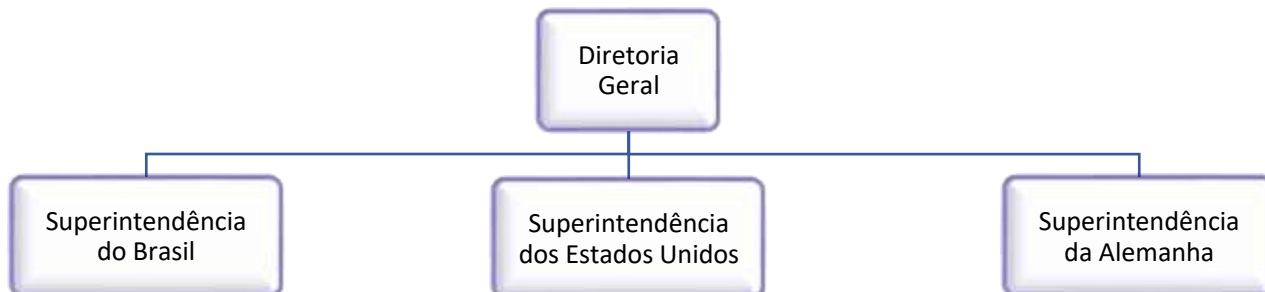 Diretoria
Geral
Superintendência
do Brasil
Superintendência
dos Estados Unidos
Superintendência
da Alemanha